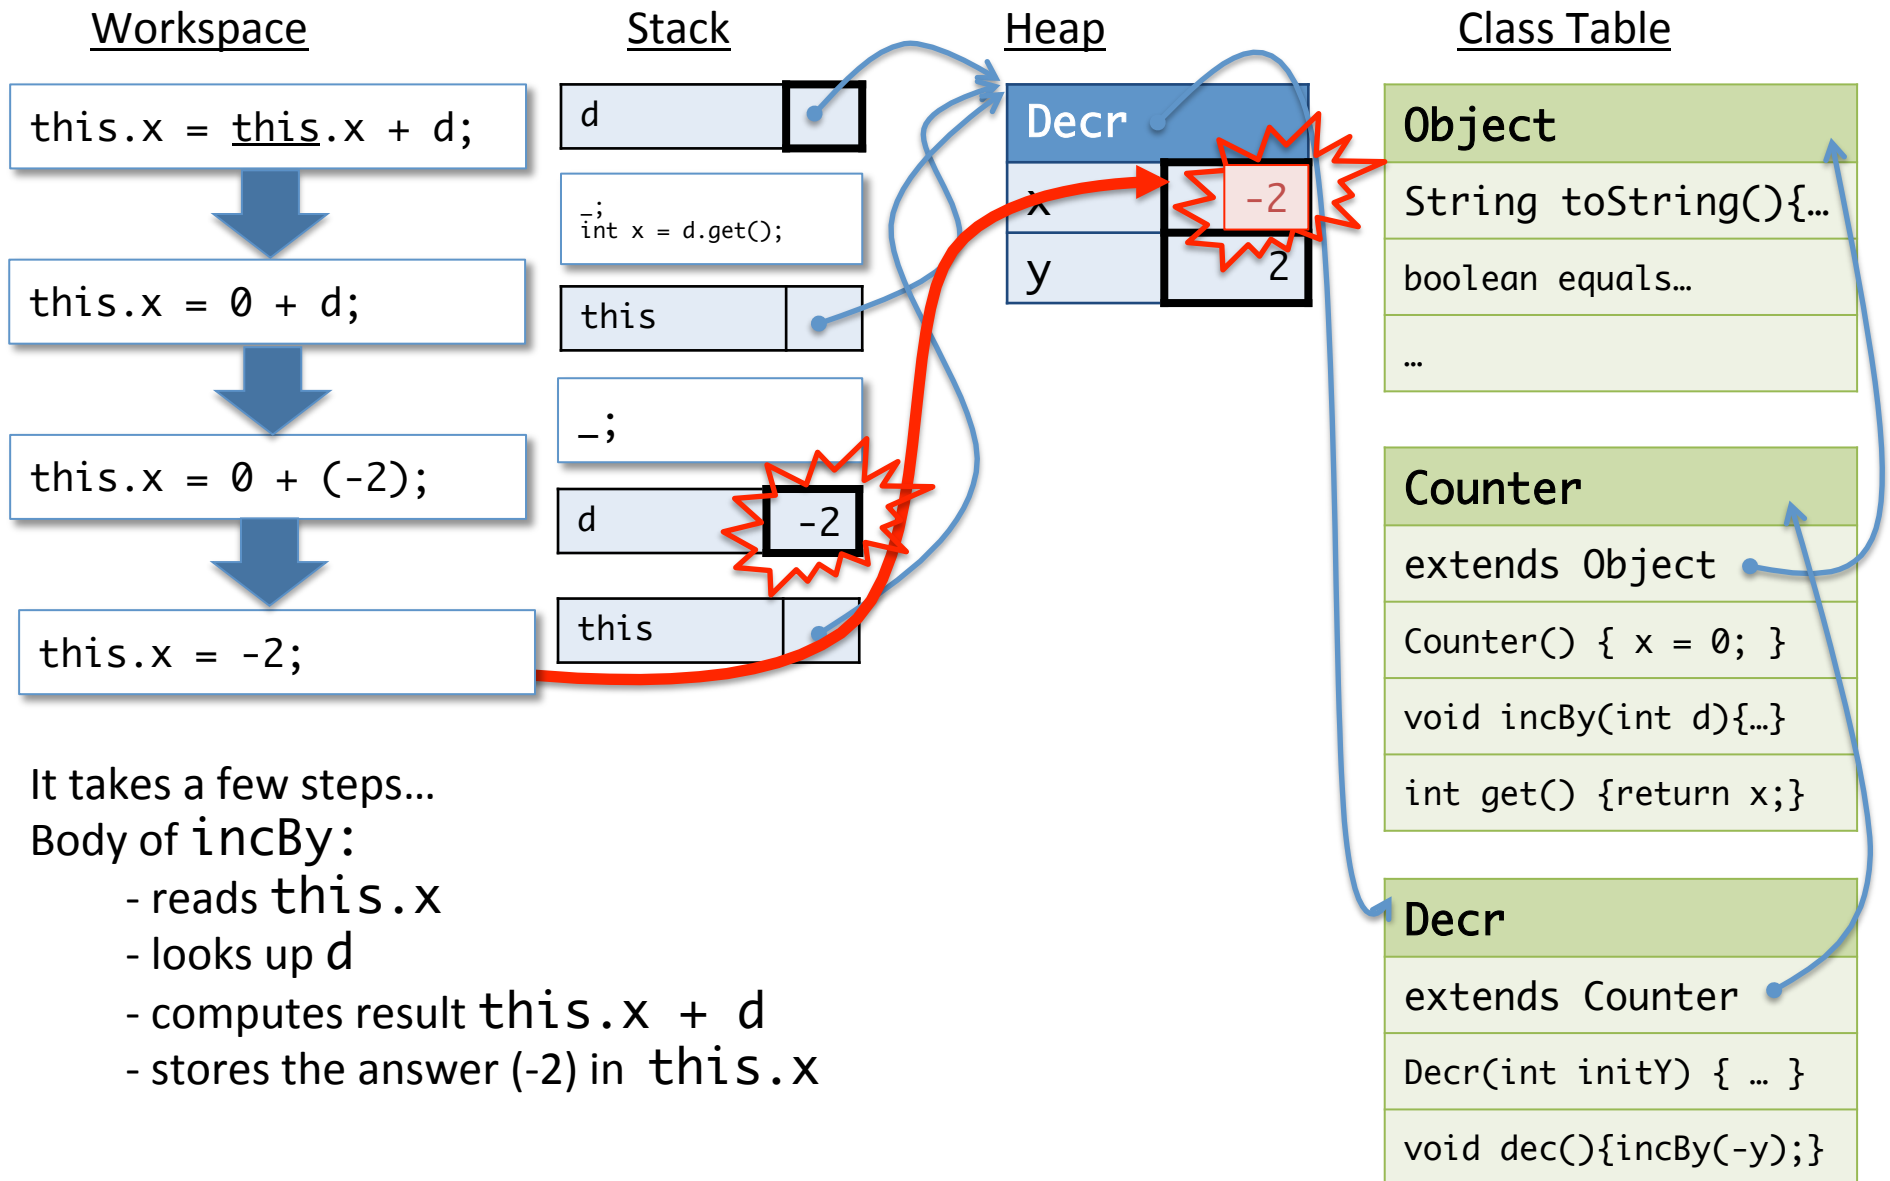 Workspace
Stack
Heap
Class Table
this.x = this.x + d;
this.x = 0 + d;
this.x = 0 + (-2);
this.x = -2;
It takes a few steps…
Body of incBy:
- reads this.x
- looks up d
- computes result this.x + d
- stores the answer (-2) in this.x
d
_;
int x = d.get();
this
_;
d -2
this
Decr
x -2
y 2
Object
String toString(){…
boolean equals…
…
Counter
extends Object
Counter() { x = 0; }
void incBy(int d){…}
int get() {return x;}
Decr
extends Counter
Decr(int initY) { … }
void dec(){incBy(-y);}